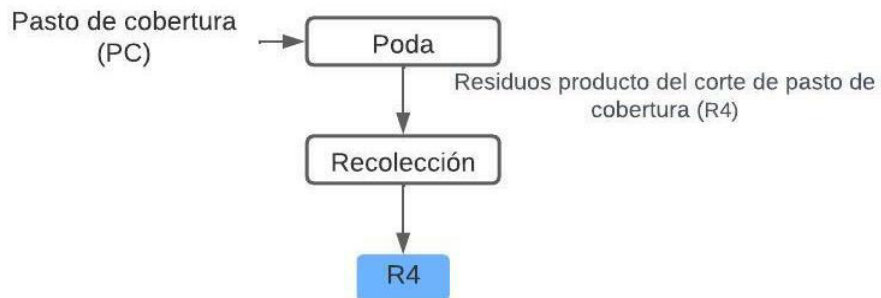 Pasto de cobertura
(PC)
Poda
Residuos producto del corte de pasto de
cobertura (R4)
Recolección
R4